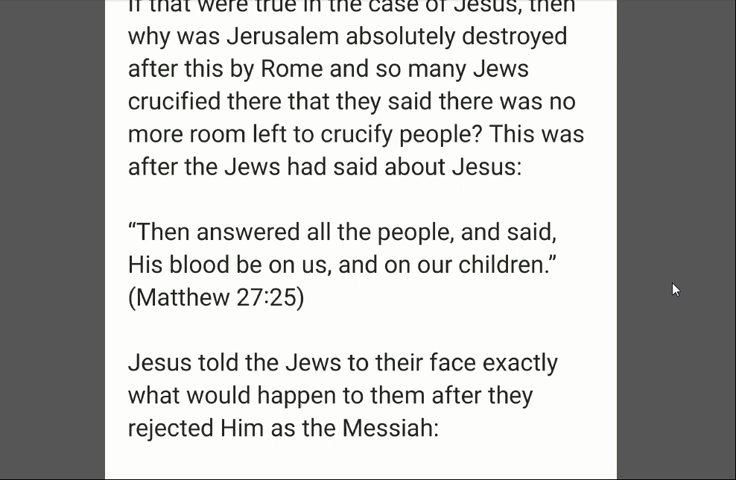 If that were true in the case of Jesus, then
why was Jerusalem absolutely destroyed
after this by Rome and so many Jews
crucified there that they said there was no
more room left to crucify people? This was
after the Jews had said about Jesus:
“Then answered all the people, and said,
His blood be on us, and on our children.”
(Matthew 27:25)
Jesus told the Jews to their face exactly
what would happen to them after they
rejected Him as the Messiah: